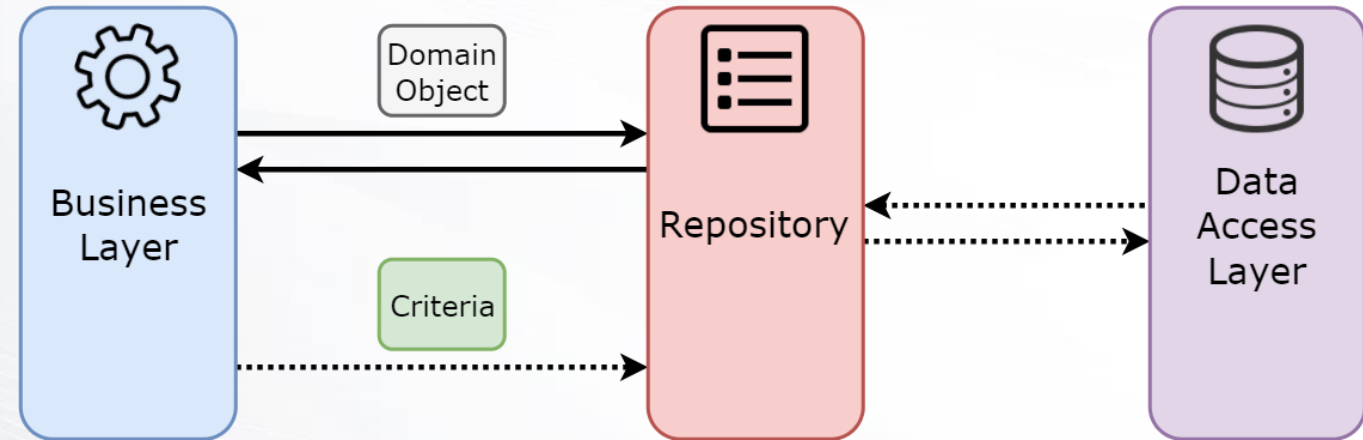 Domain
Object
Business
Layer
Criteria
Repository
Data
Access
Layer